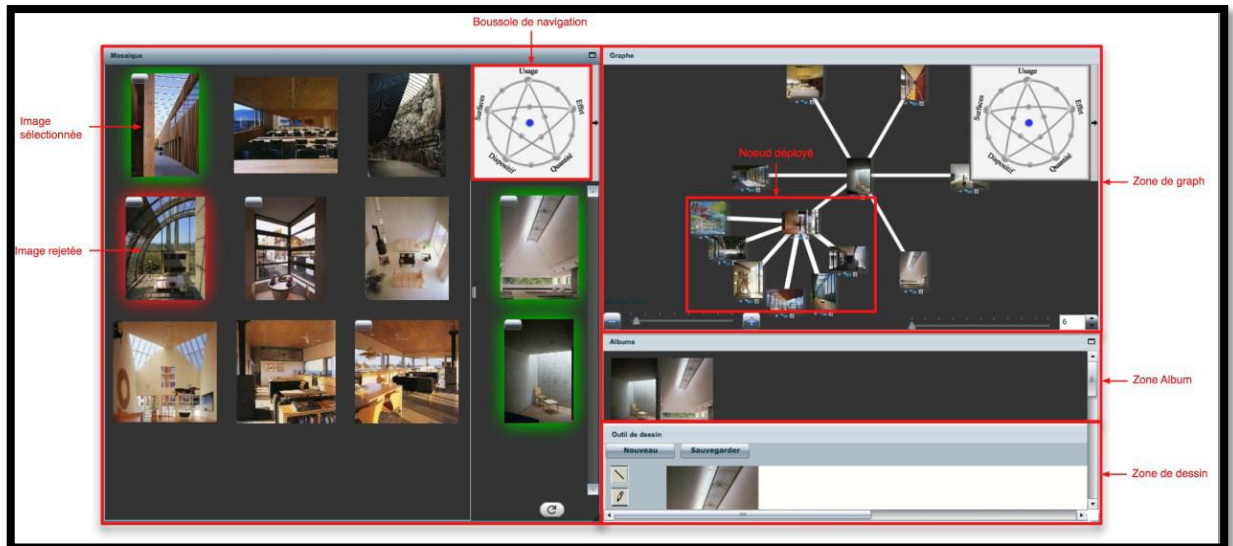 Boussole de navigation
Mosaïque
Graphe
Usage
Effet
Quantité
Dispositif
Surfaces
Usage
Effet
Quantité
Dispositif
Surfaces
Image
sélectionnée
Noeud déployé
Zone de graph
Image rejetée
6
Albums
Zone Album
Outil de dessin
Nouveau
Sauvegarder
Zone de dessin